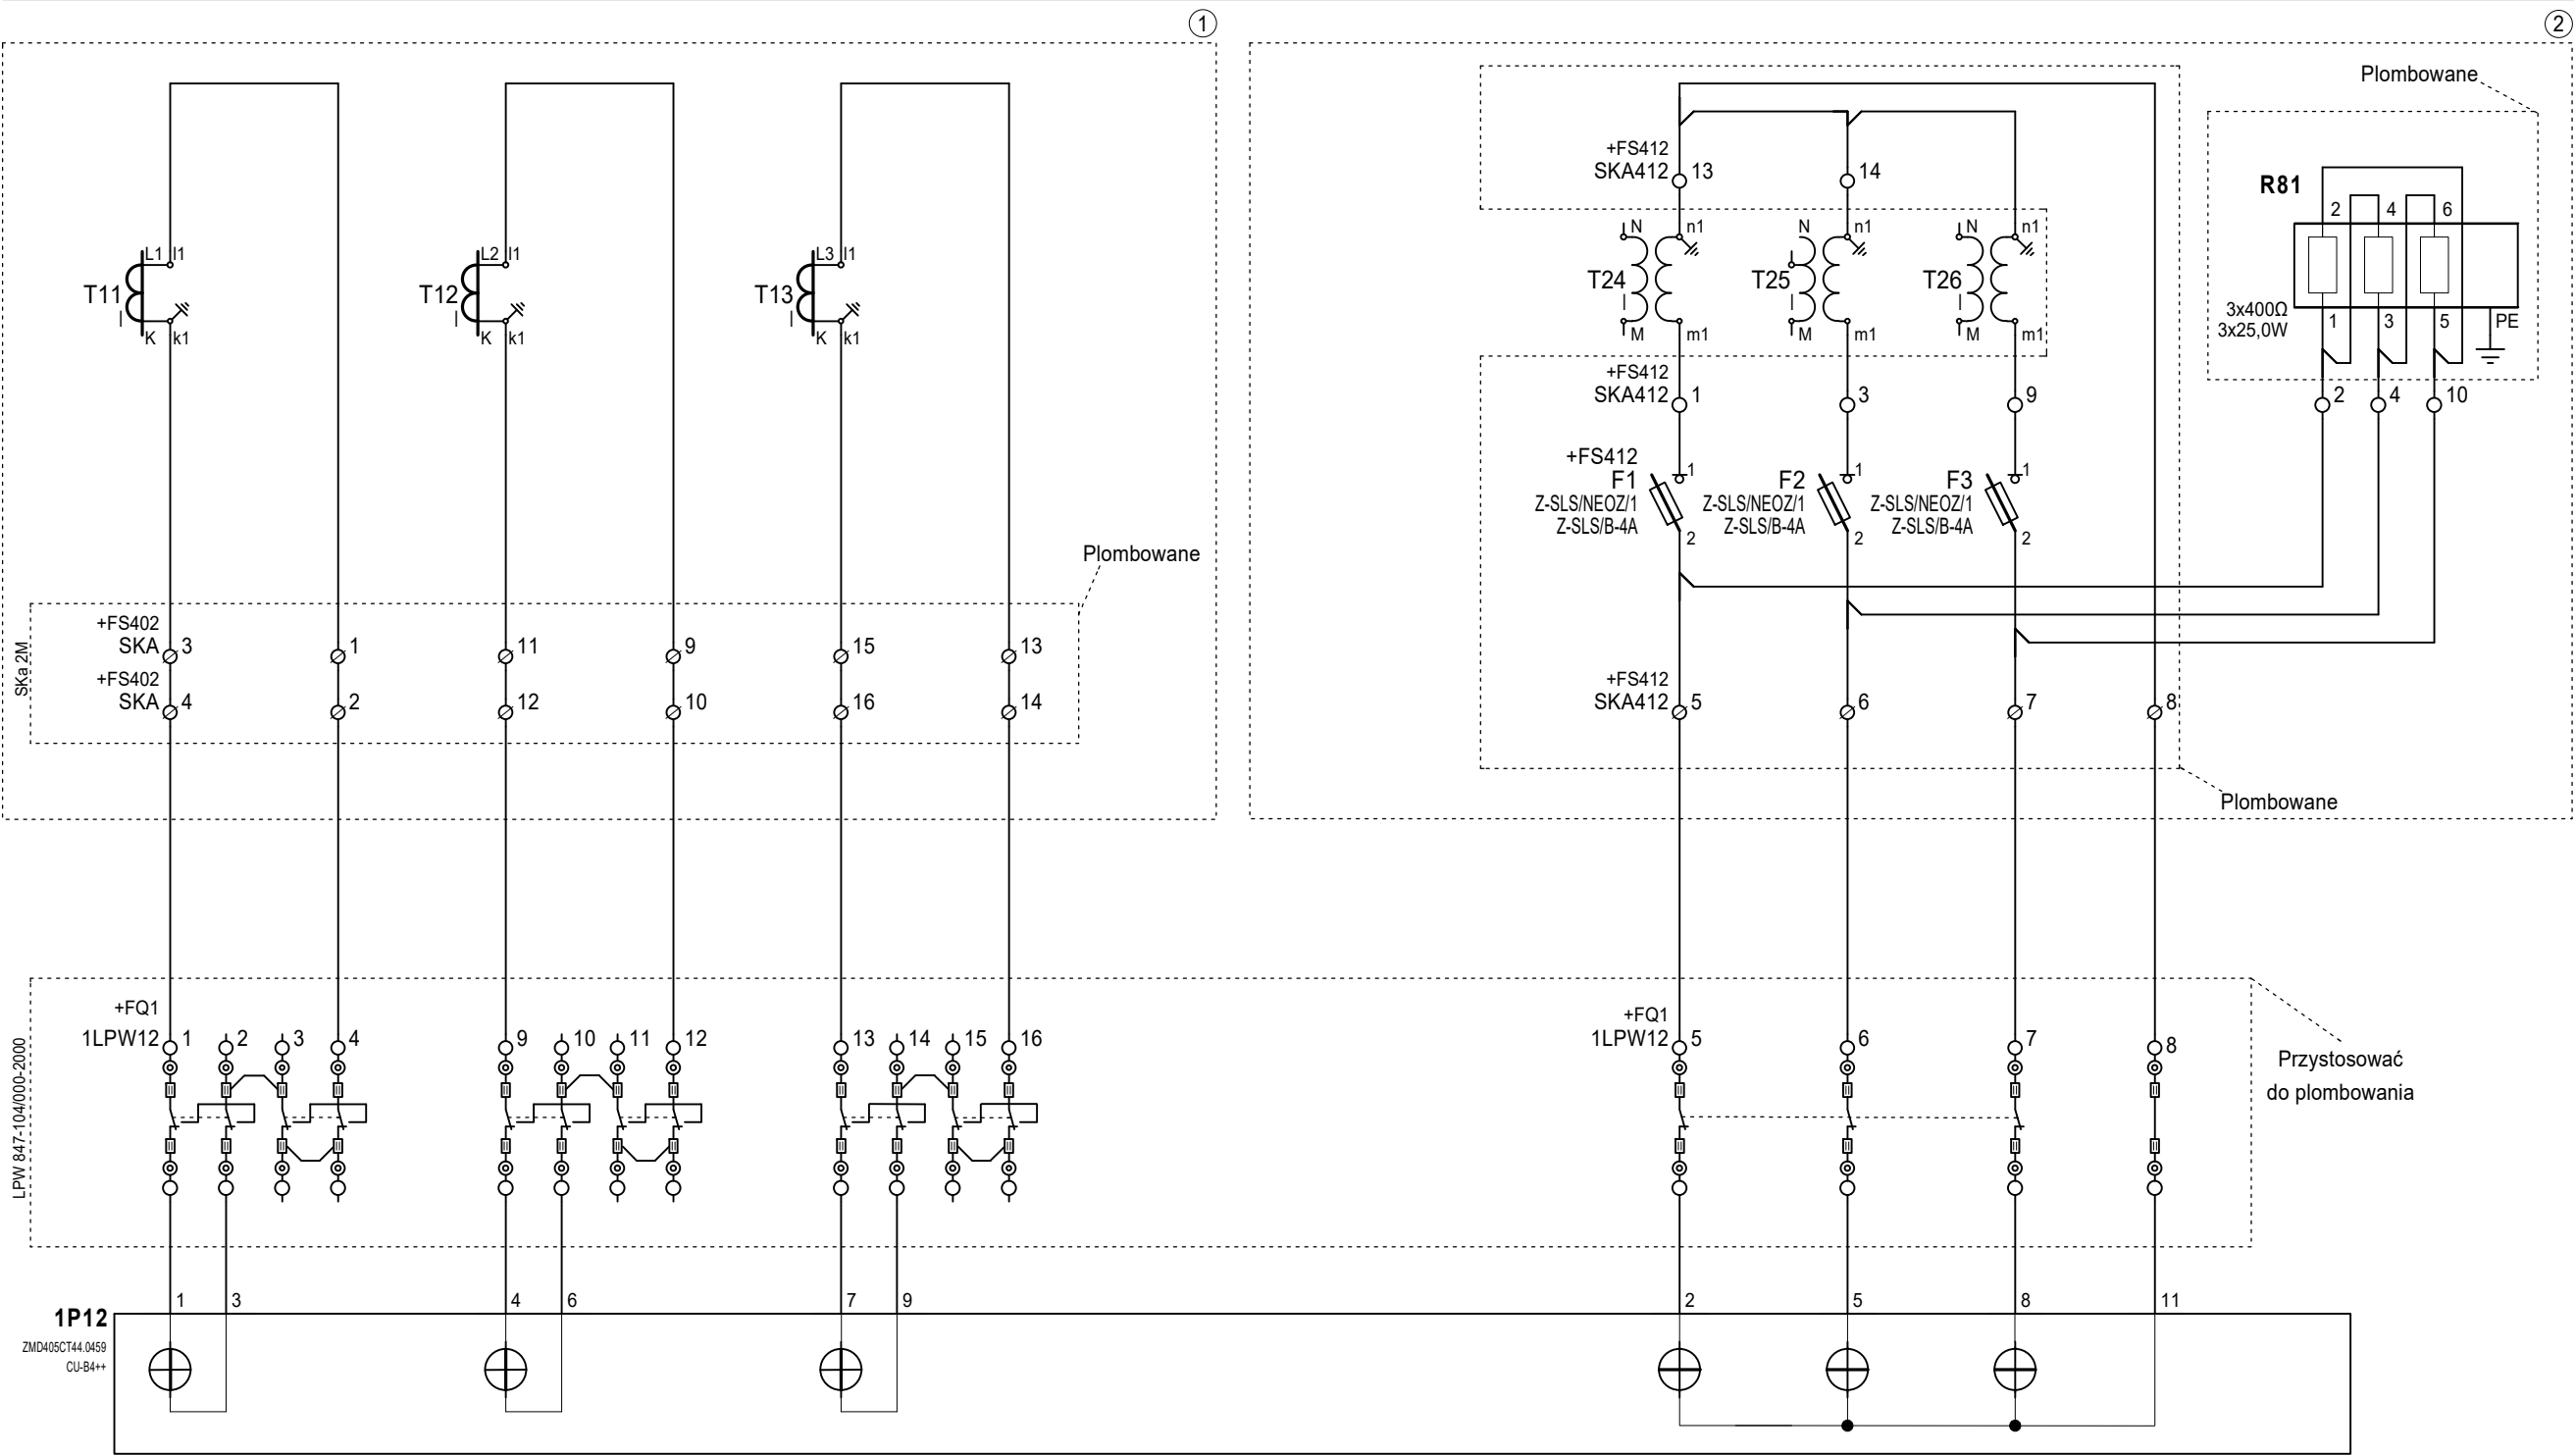 1
2
Plombowane
+FS412
SKA412 13 14
R81
2 4 6
L1 l1 L2 l1 L3 l1
N n1 N n1 N n1
T11 T12 T13
T24 T25 T26
K k1 K k1 K k1
M m1 M m1 M m1
3x400Ω
3x25,0W
1 3 5 PE
+FS412
SKA412 1 3 9 2 4 10
+FS412
F1 1 F2 1 F3 1
Z-SLS/NEOZ/1 Z-SLS/NEOZ/1 Z-SLS/NEOZ/1
Z-SLS/B-4A Z-SLS/B-4A Z-SLS/B-4A
2 2 2
Plombowane
SKa 2M
+FS402
SKA 3 1 11 9 15 13
+FS402
SKA 4 2 12 10 16 14
+FS412
SKA412 5 6 7 8
Plombowane
LPW 847-104/000-2000
+FQ1
1LPW12 1 2 3 4 9 10 11 12 13 14 15 16
+FQ1
1LPW12 5 6 7 8
Przystosować
do plombowania
1P12 1 3 4 6 7 9 2 5 8 11
ZMD405CT44.0459
CU-B4++